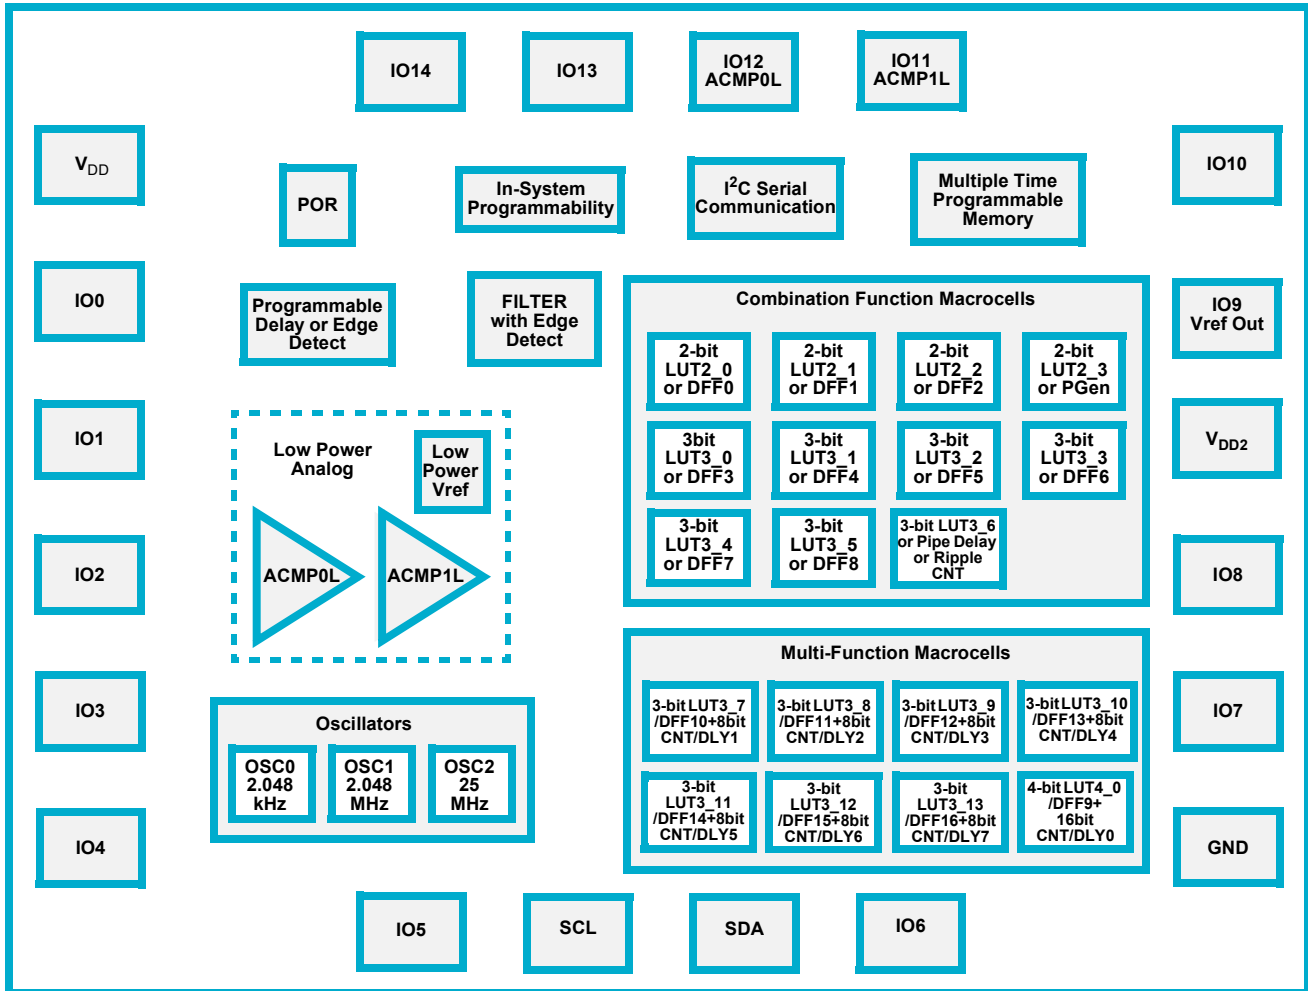 IO14
IO13
IO12
ACMP0L
IO11
ACMP1L
VDD
IO10
POR
In-System
Programmability
I2C Serial
Communication
Multiple Time
Programmable
Memory
IO0
Programmable
Delay or Edge
Detect
FILTER
with Edge
Detect
Combination Function Macrocells
IO9
Vref Out
2-bit
LUT2_0
or DFF0
2-bit
LUT2_1
or DFF1
2-bit
LUT2_2
or DFF2
2-bit
LUT2_3
or PGen
IO1
Low Power
Analog
Low
Power
Vref
3bit
LUT3_0
or DFF3
3-bit
LUT3_1
or DFF4
3-bit
LUT3_2
or DFF5
3-bit
LUT3_3
or DFF6
VDD2
3-bit
LUT3_4
or DFF7
3-bit
LUT3_5
or DFF8
3-bit LUT3_6
or Pipe Delay
or Ripple
CNT
IO2
ACMP0L
ACMP1L
IO8
Multi-Function Macrocells
IO3
Oscillators
3-bit LUT3_7
/DFF10+8bit
CNT/DLY1
3-bit LUT3_8
/DFF11+8bit
CNT/DLY2
3-bit LUT3_9
/DFF12+8bit
CNT/DLY3
3-bit LUT3_10
/DFF13+8bit
CNT/DLY4
IO7
OSC0
2.048
kHz
OSC1
2.048
MHz
OSC2
25
MHz
3-bit
LUT3_11
/DFF14+8bit
CNT/DLY5
3-bit
LUT3_12
/DFF15+8bit
CNT/DLY6
3-bit
LUT3_13
/DFF16+8bit
CNT/DLY7
4-bit LUT4_0
/DFF9+
16bit
CNT/DLY0
IO4
GND
IO5
SCL
SDA
IO6